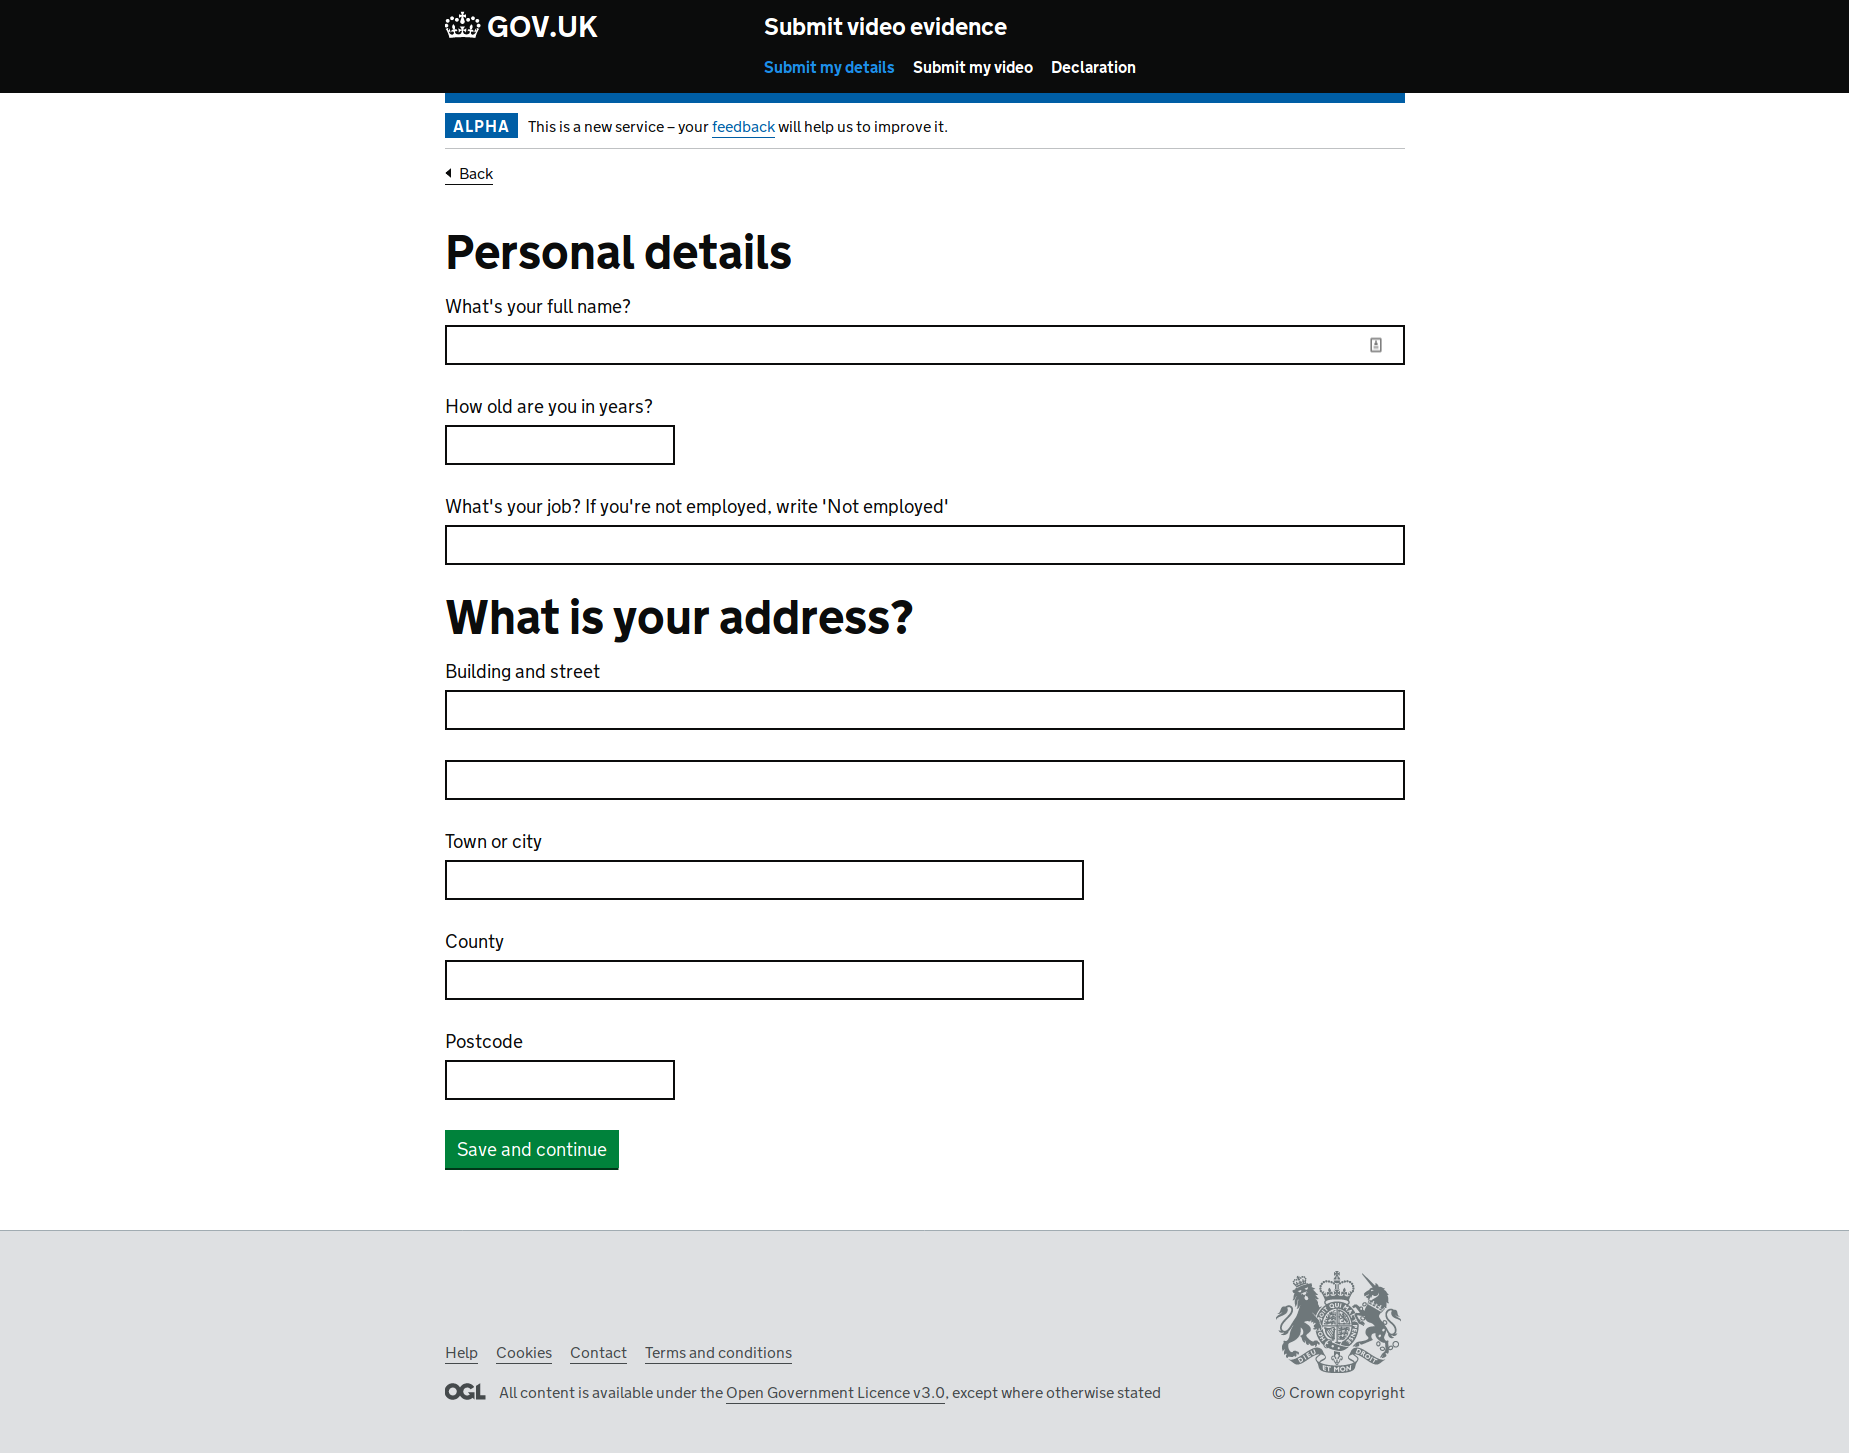 GOV.UK
Submit video evidence
Submit my details Submit my video Declaration
ALPHA This is a new service – your feedback will help us to improve it.
Back
Personal details
What's your full name?
How old are you in years?
What's your job? If you're not employed, write 'Not employed'
What is your address?
Building and street
Town or city
County
Postcode
Save and continue
Help Cookies Contact Terms and conditions
OGL All content is available under the Open Government Licence v3.0, except where otherwise stated
© Crown copyright
DIEU ET MON DROIT